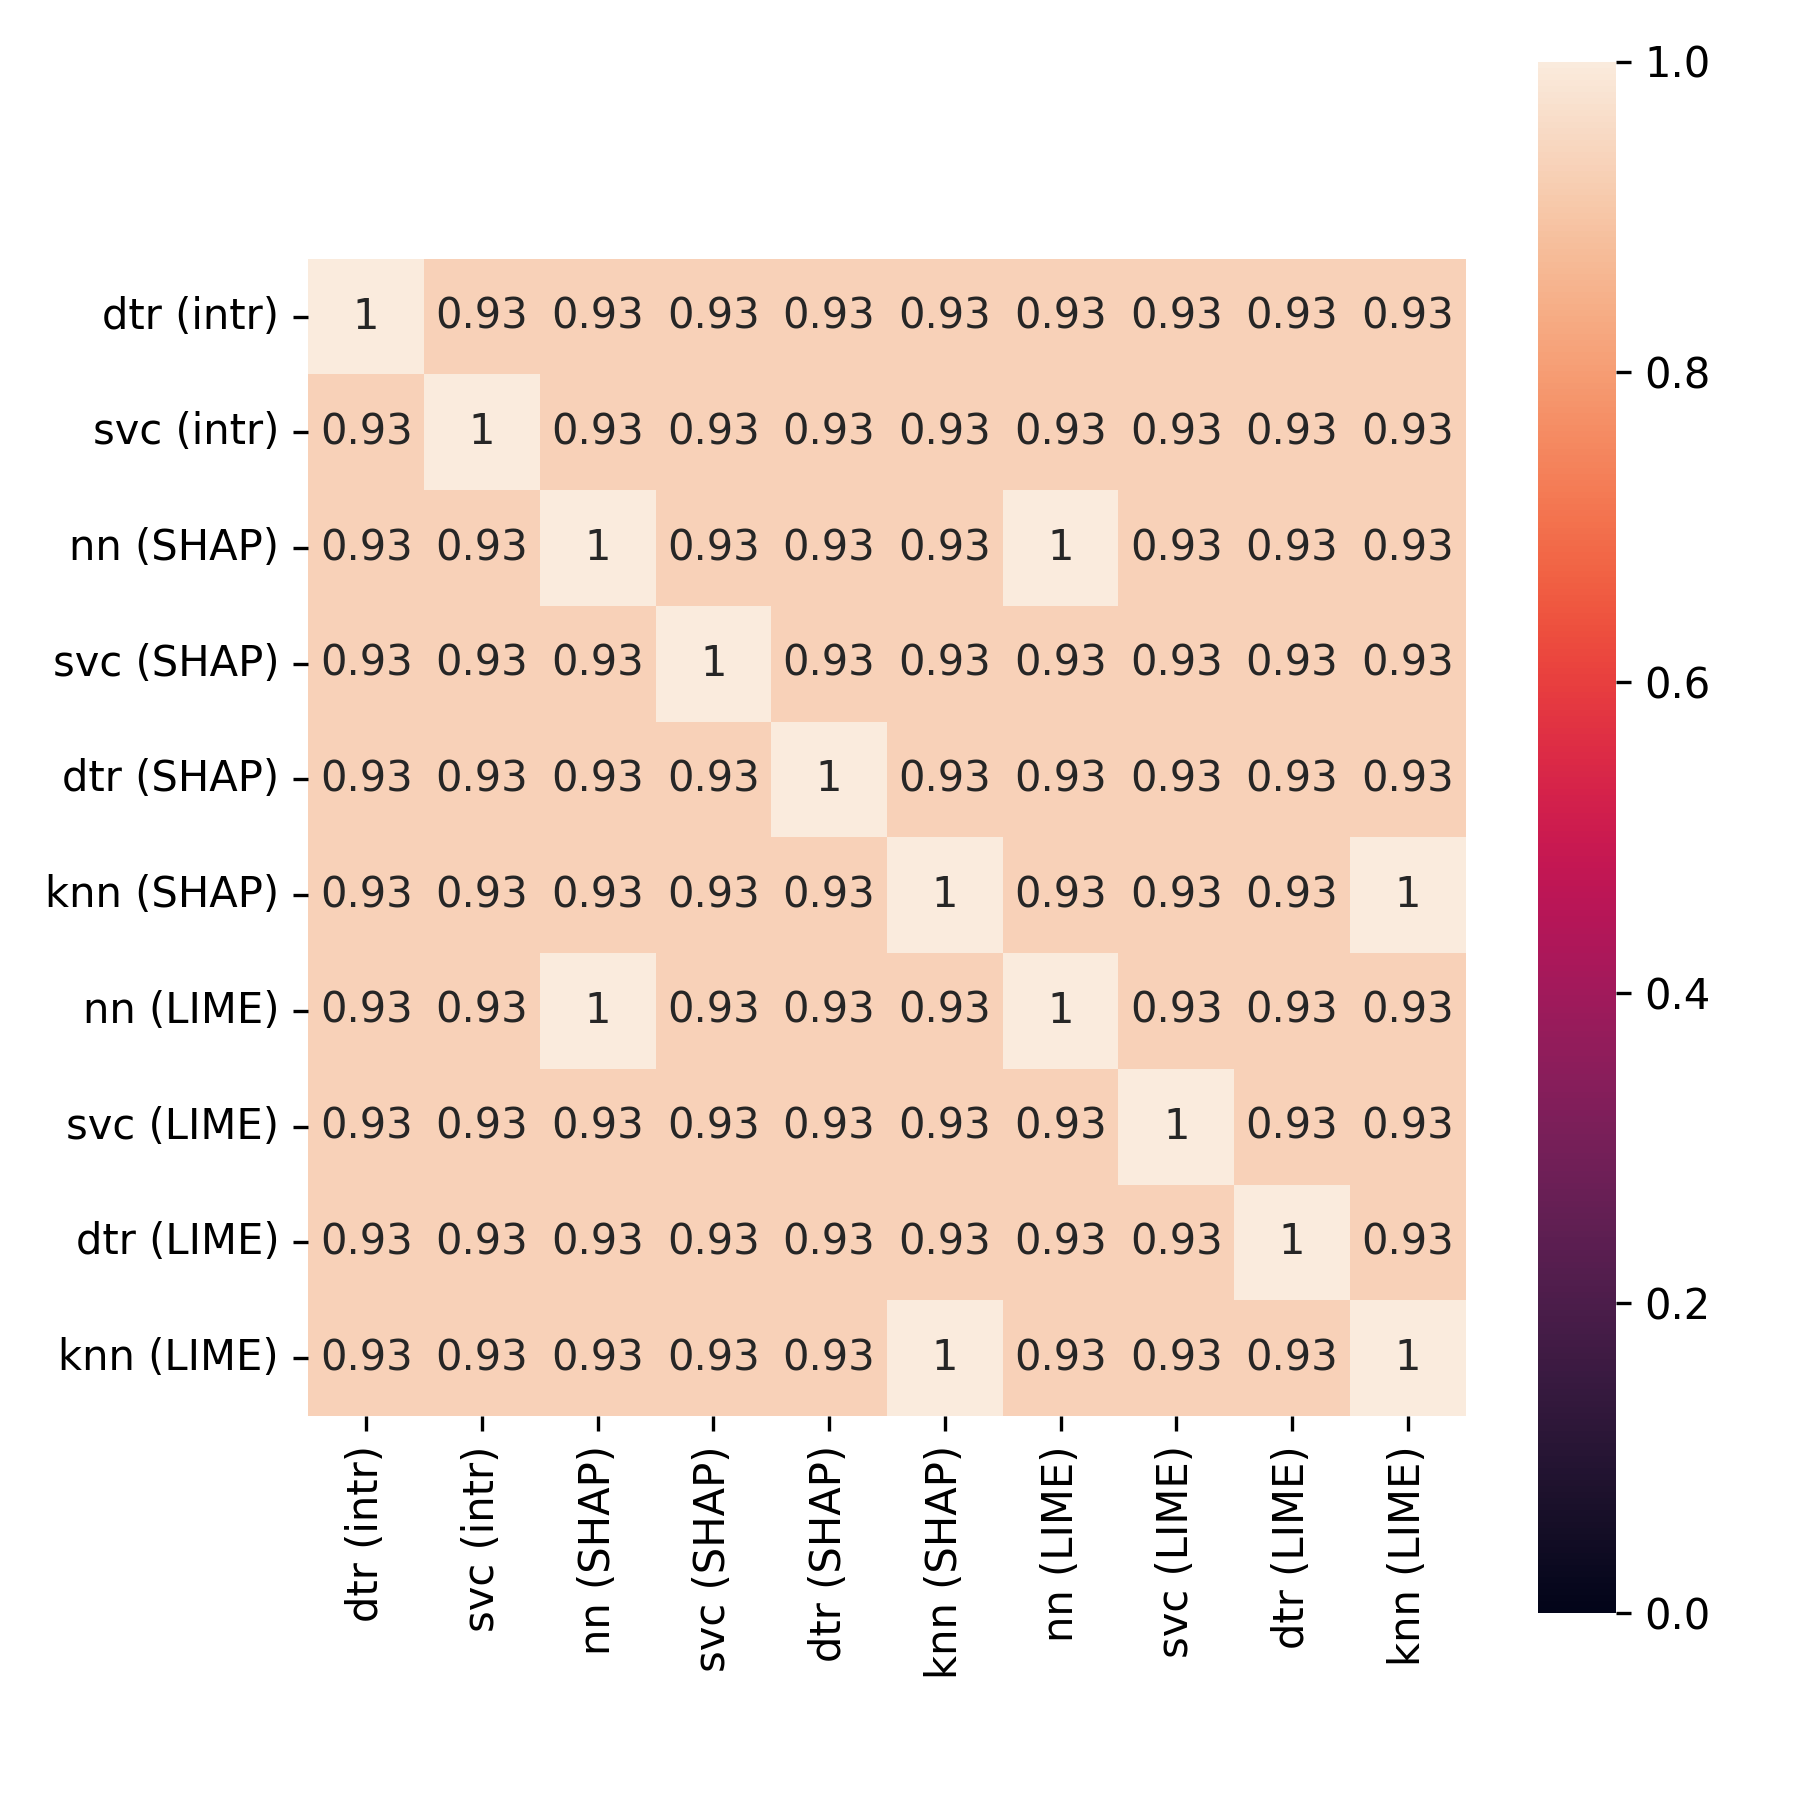 1.0
dtr (intr) 1 0.93 0.93 0.93 0.93 0.93 0.93 0.93 0.93 0.93
0.8
svc (intr) 0.93 1 0.93 0.93 0.93 0.93 0.93 0.93 0.93 0.93
nn (SHAP) 0.93 0.93 1 0.93 0.93 0.93 1 0.93 0.93 0.93
svc (SHAP) 0.93 0.93 0.93 1 0.93 0.93 0.93 0.93 0.93 0.93
0.6
dtr (SHAP) 0.93 0.93 0.93 0.93 1 0.93 0.93 0.93 0.93 0.93
knn (SHAP) 0.93 0.93 0.93 0.93 0.93 1 0.93 0.93 0.93 1
0.4
nn (LIME) 0.93 0.93 1 0.93 0.93 0.93 1 0.93 0.93 0.93
svc (LIME) 0.93 0.93 0.93 0.93 0.93 0.93 0.93 1 0.93 0.93
dtr (LIME) 0.93 0.93 0.93 0.93 0.93 0.93 0.93 0.93 1 0.93
0.2
knn (LIME) 0.93 0.93 0.93 0.93 0.93 1 0.93 0.93 0.93 1
0.0
dtr (intr)
svc (intr)
nn (SHAP)
svc (SHAP)
dtr (SHAP)
knn (SHAP)
nn (LIME)
svc (LIME)
dtr (LIME)
knn (LIME)